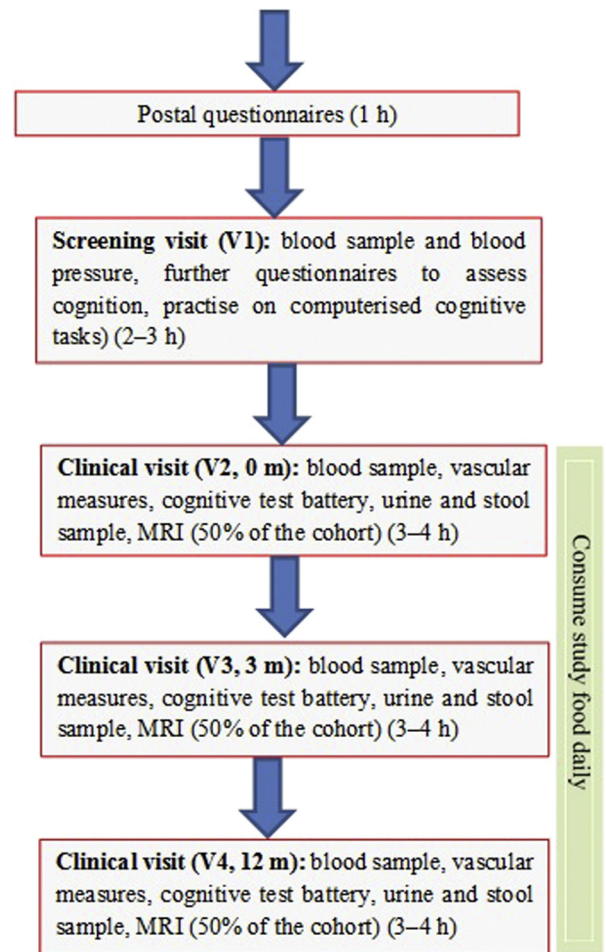 Postal questionnaires (1 h)
Screening visit (V1): blood sample and blood
pressure, further questionnaires to assess
cognition, practise on computerised cognitive
tasks) (2–3 h)
Clinical visit (V2, 0 m): blood sample, vascular
measures, cognitive test battery, urine and stool
sample, MRI (50% of the cohort) (3–4 h)
Clinical visit (V3, 3 m): blood sample, vascular
measures, cognitive test battery, urine and stool
sample, MRI (50% of the cohort) (3–4 h)
Clinical visit (V4, 12 m): blood sample, vascular
measures, cognitive test battery, urine and stool
sample, MRI (50% of the cohort) (3–4 h)
Consume study food daily